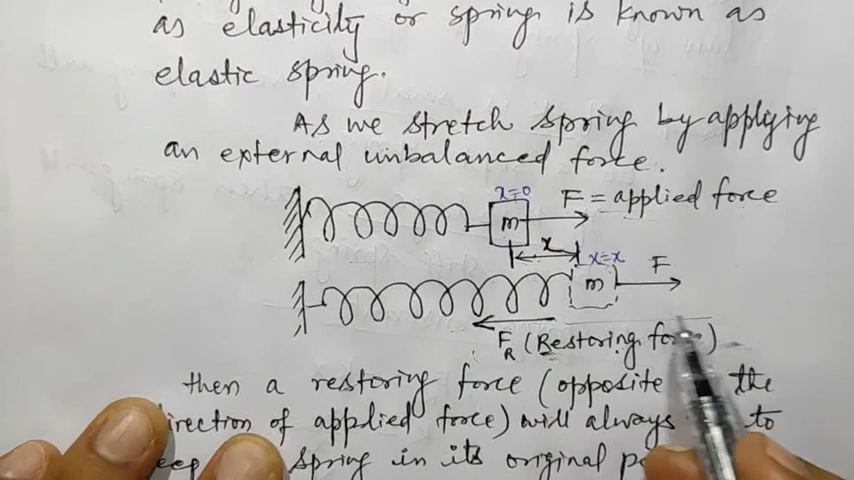 as elasticity or spring is known as
elastic spring.
As we stretch spring by applying
an external unbalanced force.
x=0
F = applied force
m
x
x=x
F
m
F_R (Restoring force)
then a restoring force (opposite the
direction of applied force) will always to
spring in its original